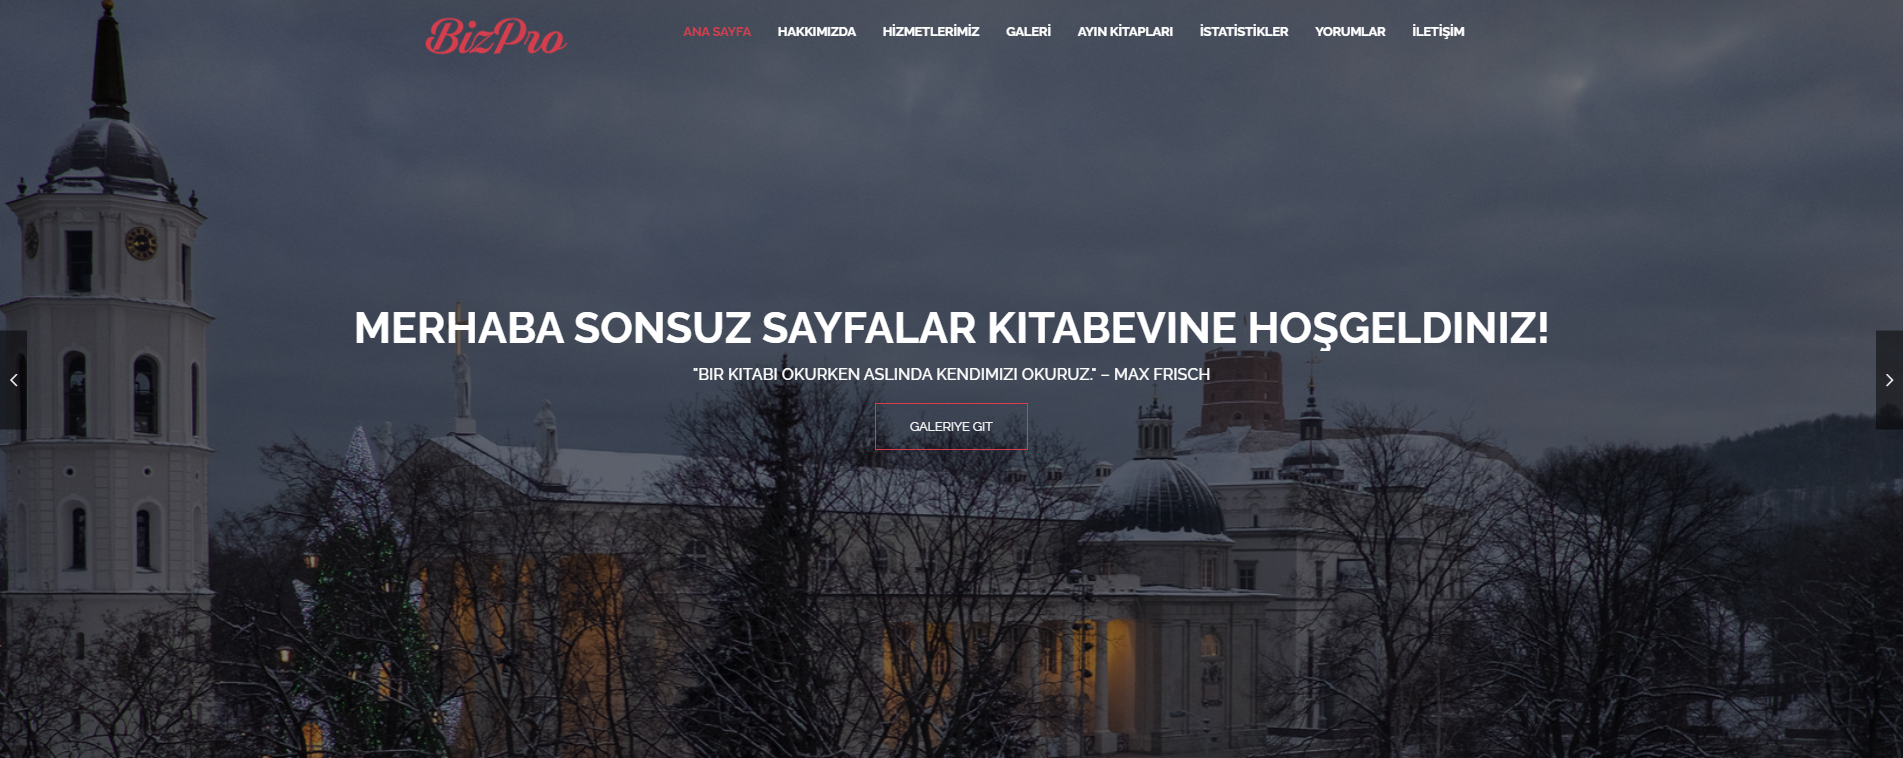 BizPro
ANA SAYFA HAKKIMIZDA HİZMETLERİMİZ GALERİ AYIN KİTAPLARI İSTATİSTİKLER YORUMLAR İLETİŞİM
MERHABA SONSUZ SAYFALAR KITABEVINE HOŞGELDINIZ!
"BIR KITABI OKURKEN ASLINDA KENDIMIZI OKURUZ." – MAX FRISCH
GALERIYE GIT